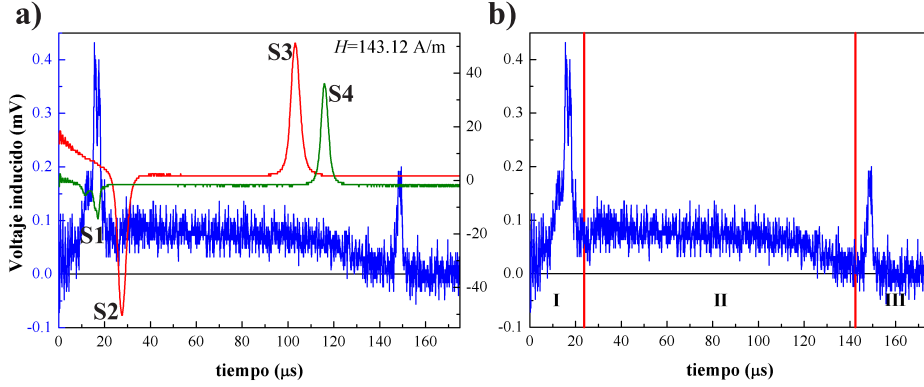 a)
b)
H=143.12 A/m
S3
S4
S1
S2
Voltaje inducido (mV)
0.4
0.3
0.2
0.1
0.0
-0.1
40
20
0
-20
-40
0 20 40 60 80 100 120 140 160
tiempo (μs)
0.4
0.3
0.2
0.1
0.0
-0.1
I
II
III
0 20 40 60 80 100 120 140 160
tiempo (μs)